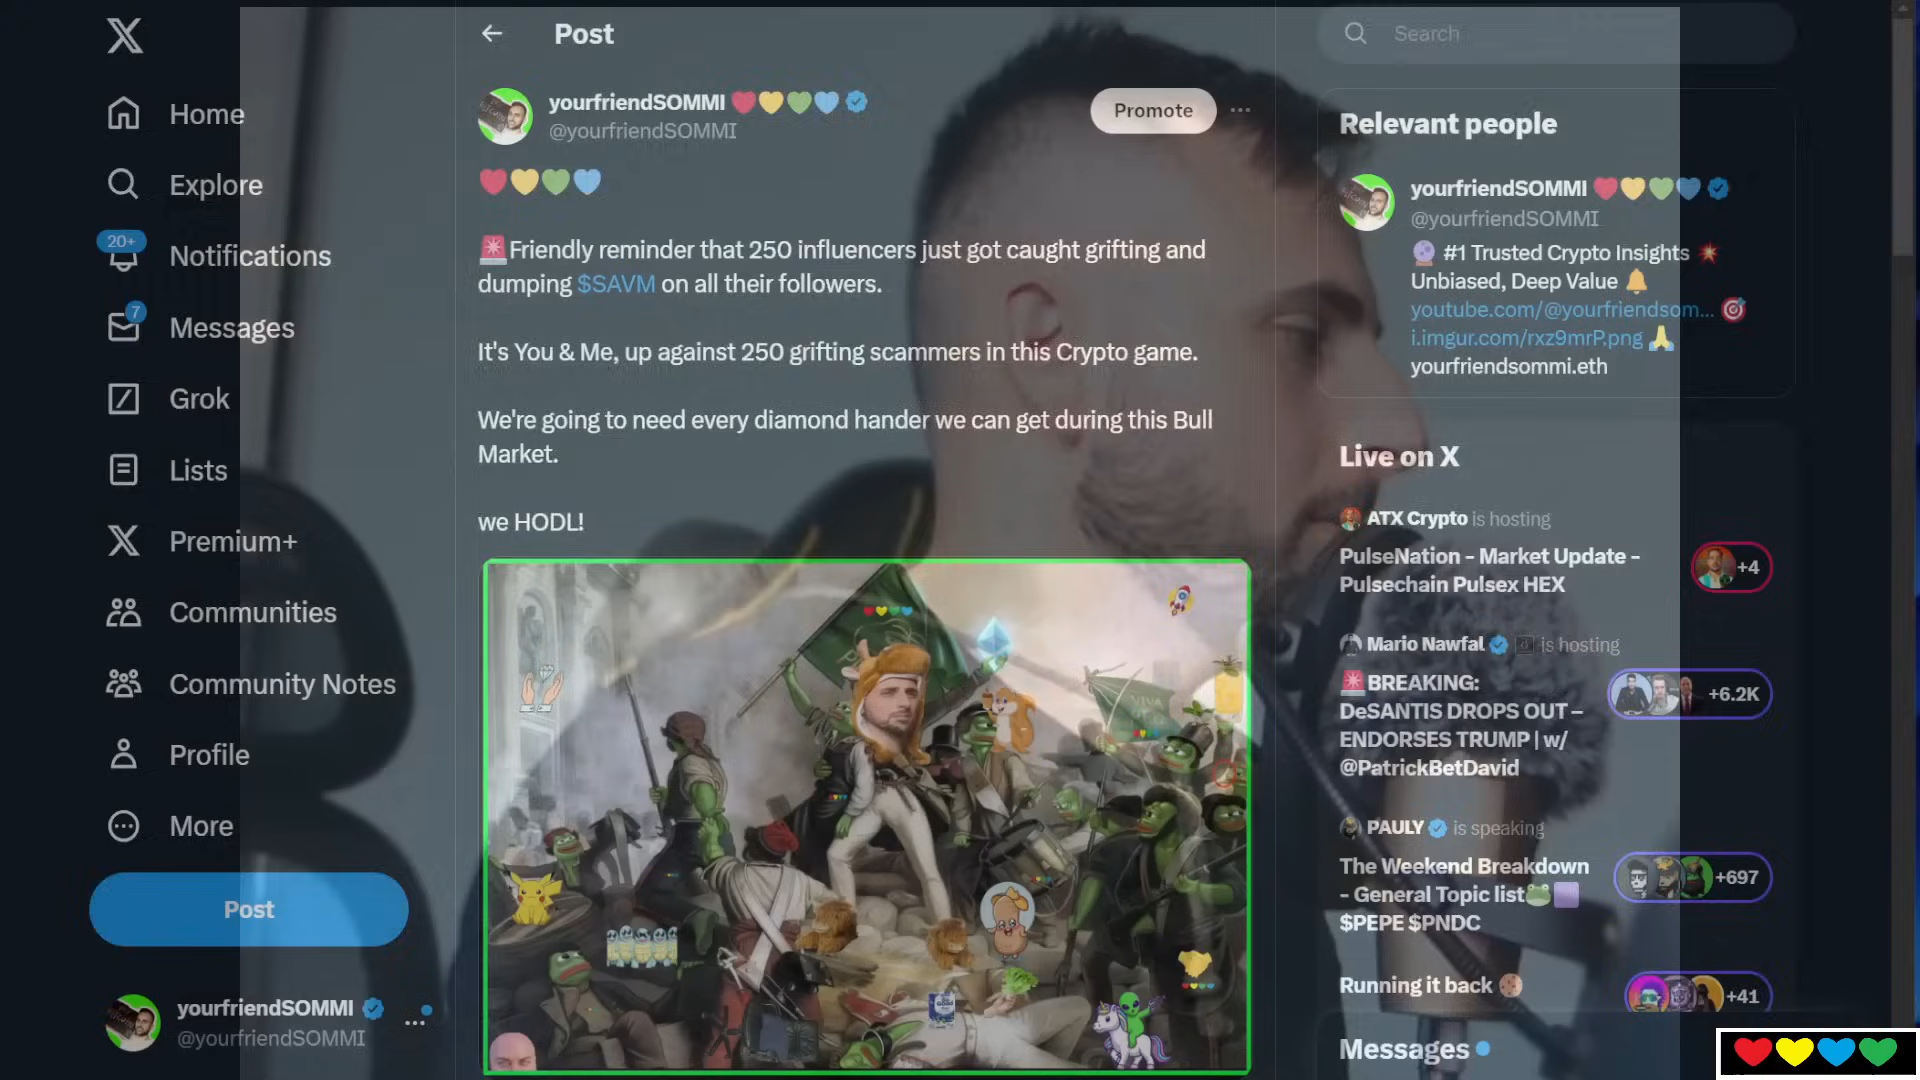 Home
Explore
20+
Notifications
7
Messages
Grok
Lists
Premium+
Communities
Community Notes
Profile
More
Post
yourfriendSOMMI
@yourfriendSOMMI
Post
yourfriendSOMMI
@yourfriendSOMMI
Promote
Friendly reminder that 250 influencers just got caught grifting and
dumping $SAVM on all their followers.
It's You & Me, up against 250 grifting scammers in this Crypto game.
We're going to need every diamond hander we can get during this Bull
Market.
we HODL!
VIVA
Search
Relevant people
yourfriendSOMMI
@yourfriendSOMMI
#1 Trusted Crypto Insights
Unbiased, Deep Value
youtube.com/@yourfriendsom...
i.imgur.com/rxz9mrP.png
yourfriendsommi.eth
Live on X
ATX Crypto is hosting
PulseNation - Market Update -
Pulsechain Pulsex HEX
+4
Mario Nawfal is hosting
BREAKING:
DeSANTIS DROPS OUT –
ENDORSES TRUMP | w/
@PatrickBetDavid
+6.2K
PAULY is speaking
The Weekend Breakdown
- General Topic list
$PEPE $PNDC
+697
Running it back
+41
Messages